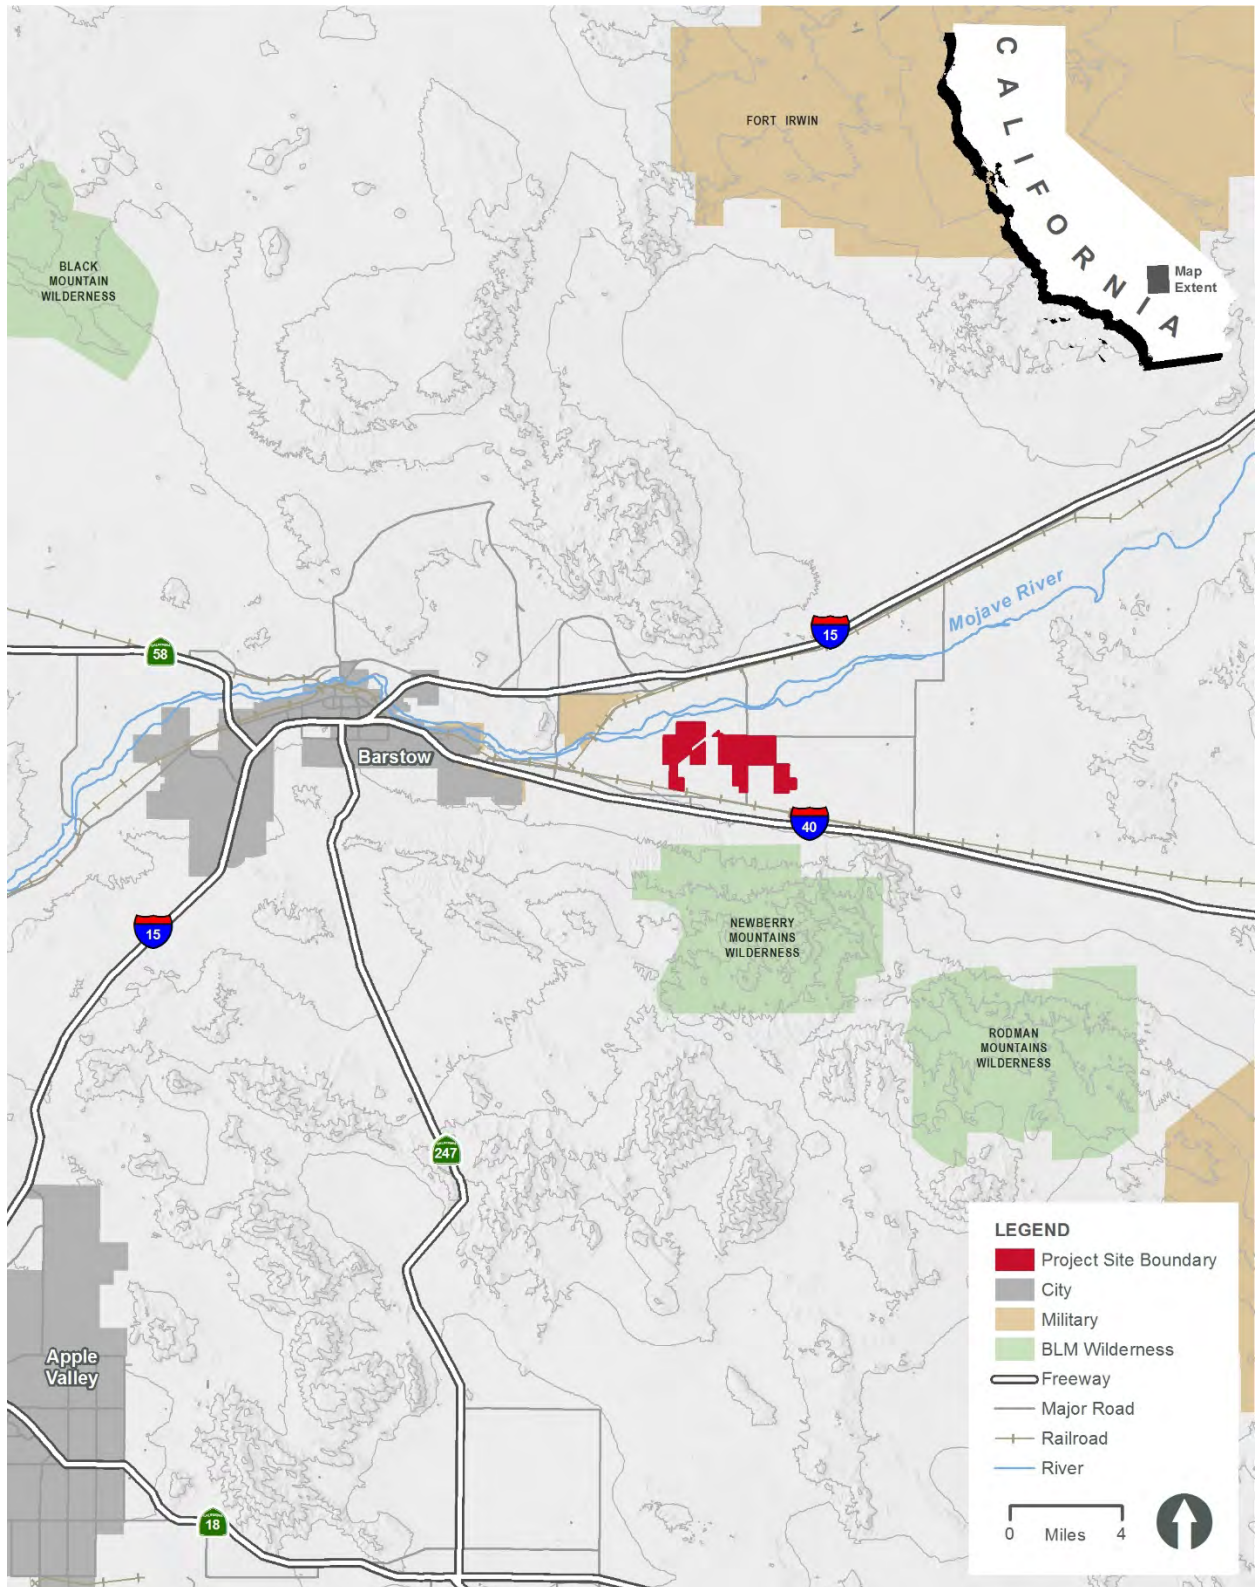 FORT IRWIN
CALIFORNIA
Map
Extent
BLACK
MOUNTAIN
WILDERNESS
Mojave River
15
58
Barstow
40
15
NEWBERRY
MOUNTAINS
WILDERNESS
RODMAN
MOUNTAINS
WILDERNESS
247
Apple
Valley
18
LEGEND
Project Site Boundary
City
Military
BLM Wilderness
Freeway
Major Road
Railroad
River
0 Miles 4